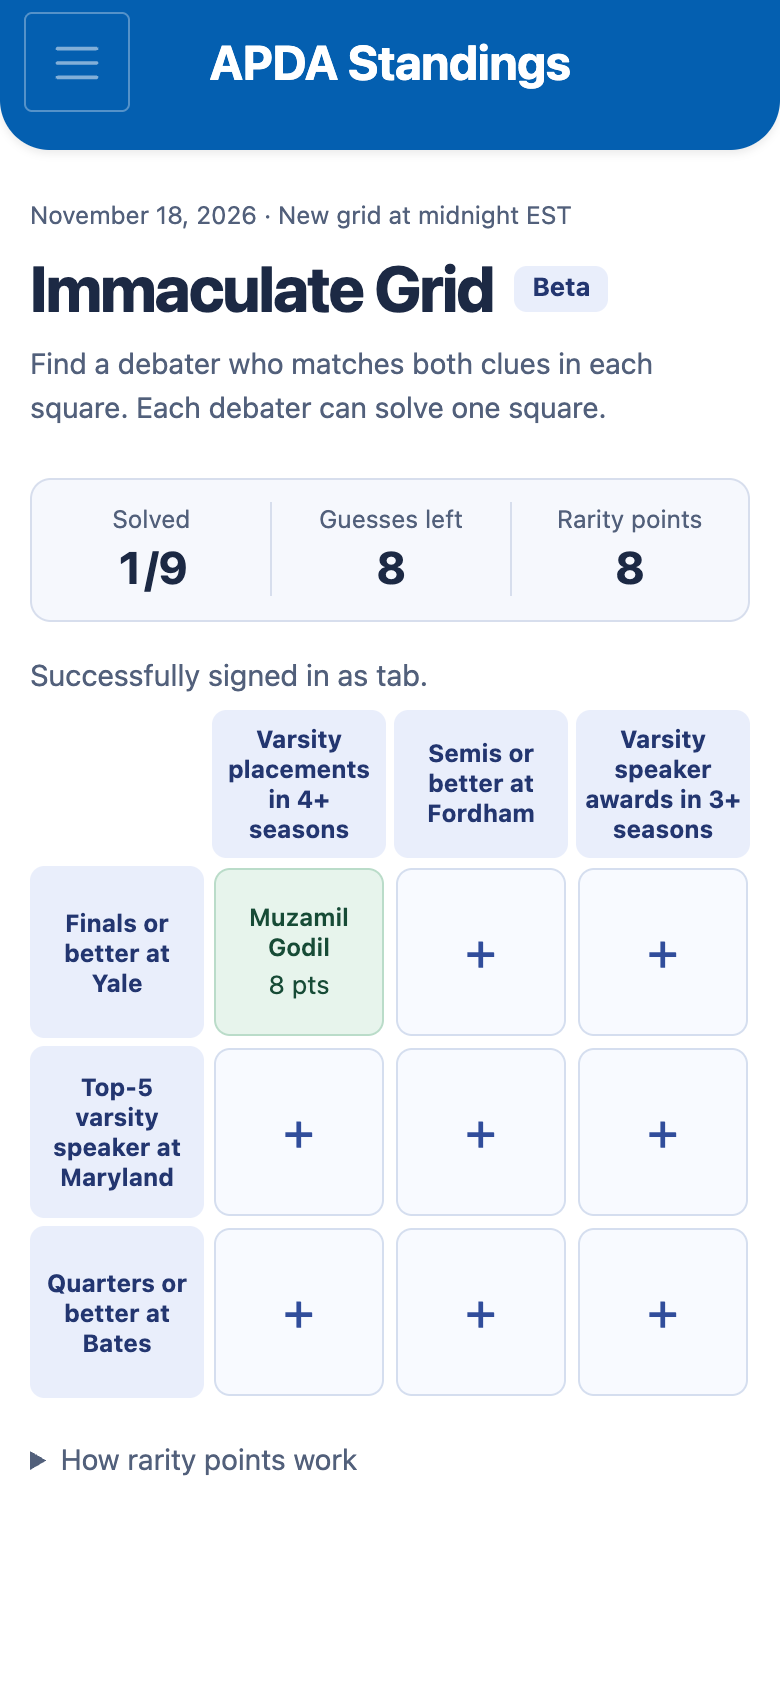 APDA Standings
November 18, 2026 · New grid at midnight EST
Immaculate Grid
Beta
Find a debater who matches both clues in each
square. Each debater can solve one square.
Solved
1/9
Guesses left
8
Rarity points
8
Successfully signed in as tab.
Varsity
placements
in 4+
seasons
Semis or
better at
Fordham
Varsity
speaker
awards in 3+
seasons
Finals or
better at
Yale
Muzamil
Godil
8 pts
+
+
Top-5
varsity
speaker at
Maryland
+
+
+
Quarters or
better at
Bates
+
+
+
How rarity points work